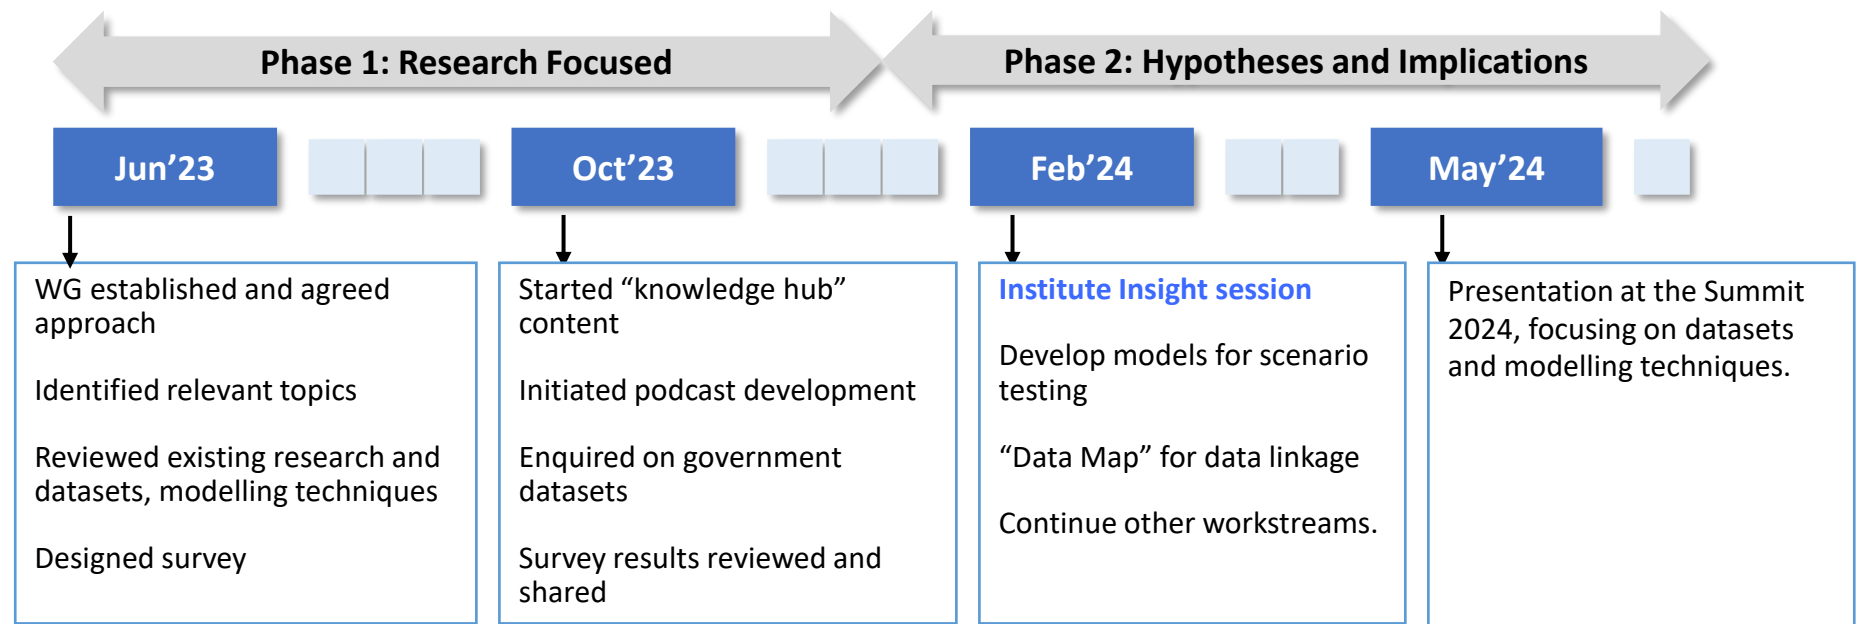 Phase 1: Research Focused
Phase 2: Hypotheses and Implications
Jun’23
Oct’23
Feb’24
May’24
WG established and agreed
approach
Identified relevant topics
Reviewed existing research and
datasets, modelling techniques
Designed survey
Started “knowledge hub”
content
Initiated podcast development
Enquired on government
datasets
Survey results reviewed and
shared
Institute Insight session
Develop models for scenario
testing
“Data Map” for data linkage
Continue other workstreams.
Presentation at the Summit
2024, focusing on datasets
and modelling techniques.